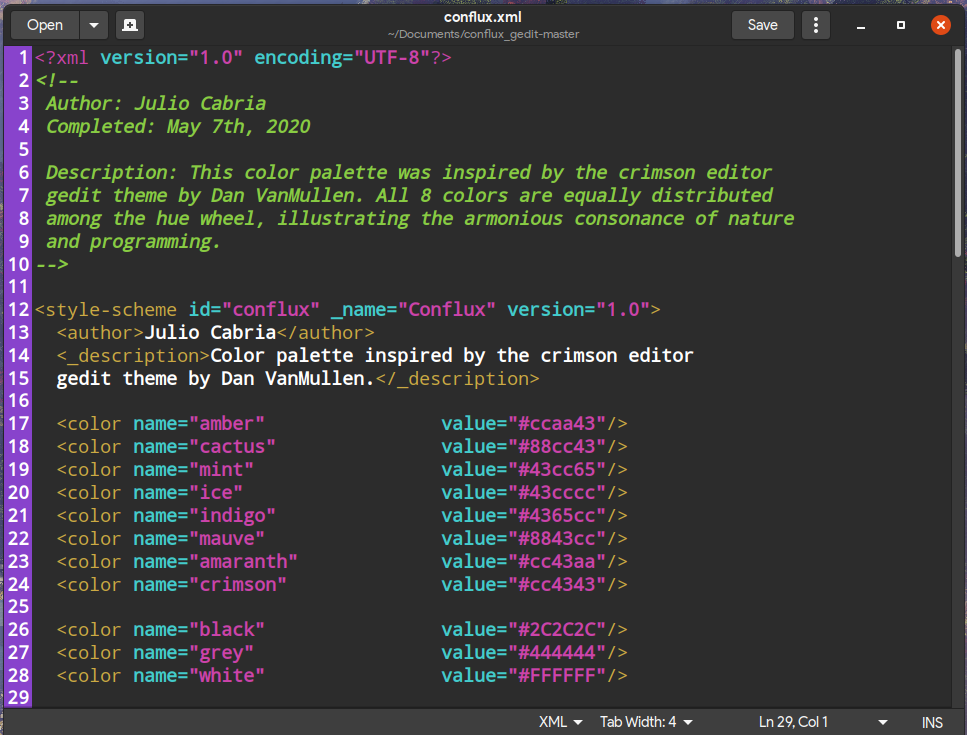 Open
conflux.xml
~/Documents/conflux_gedit-master
Save
1 <?xml version="1.0" encoding="UTF-8"?>
2 <!--
3 Author: Julio Cabria
4 Completed: May 7th, 2020
5
6 Description: This color palette was inspired by the crimson editor
7 gedit theme by Dan VanMullen. All 8 colors are equally distributed
8 among the hue wheel, illustrating the armonious consonance of nature
9 and programming.
10 -->
11
12 <style-scheme id="conflux" _name="Conflux" version="1.0">
13 <author>Julio Cabria</author>
14 <_description>Color palette inspired by the crimson editor
15 gedit theme by Dan VanMullen.</_description>
16
17 <color name="amber" value="#ccaa43"/>
18 <color name="cactus" value="#88cc43"/>
19 <color name="mint" value="#43cc65"/>
20 <color name="ice" value="#43cccc"/>
21 <color name="indigo" value="#4365cc"/>
22 <color name="mauve" value="#8843cc"/>
23 <color name="amaranth" value="#cc43aa"/>
24 <color name="crimson" value="#cc4343"/>
25
26 <color name="black" value="#2C2C2C"/>
27 <color name="grey" value="#444444"/>
28 <color name="white" value="#FFFFFF"/>
29
XML Tab Width: 4 Ln 29, Col 1 INS